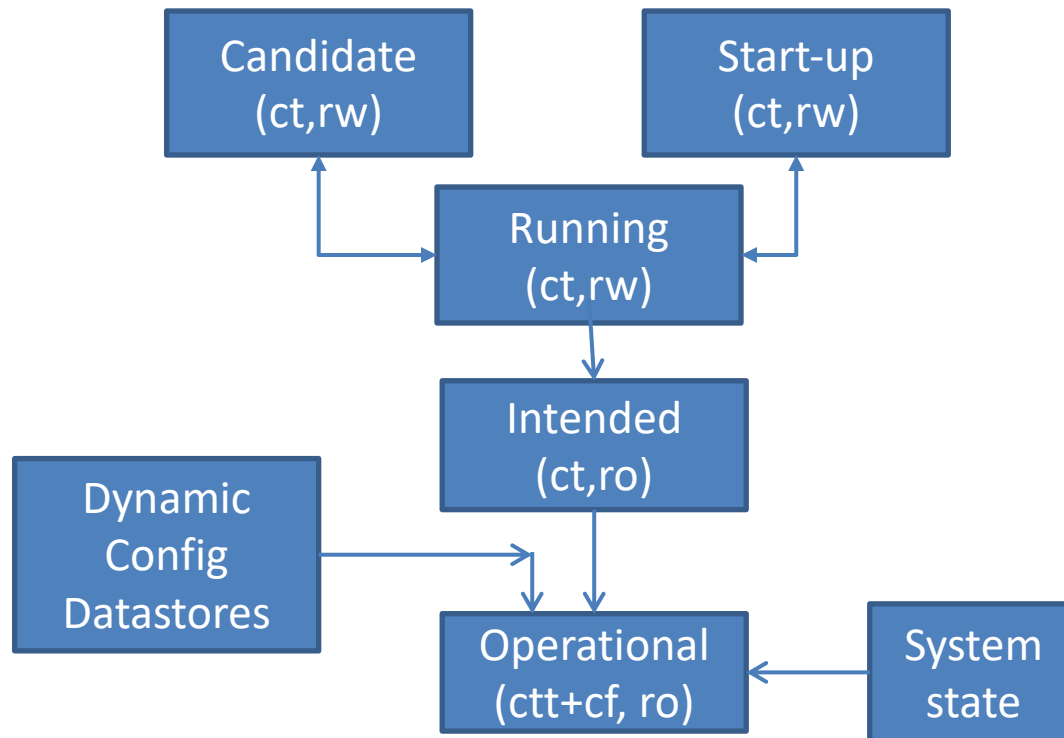 Candidate
(ct,rw)
Start-up
(ct,rw)
Running
(ct,rw)
Intended
(ct,ro)
Dynamic
Config
Datastores
Operational
(ctt+cf, ro)
System
state